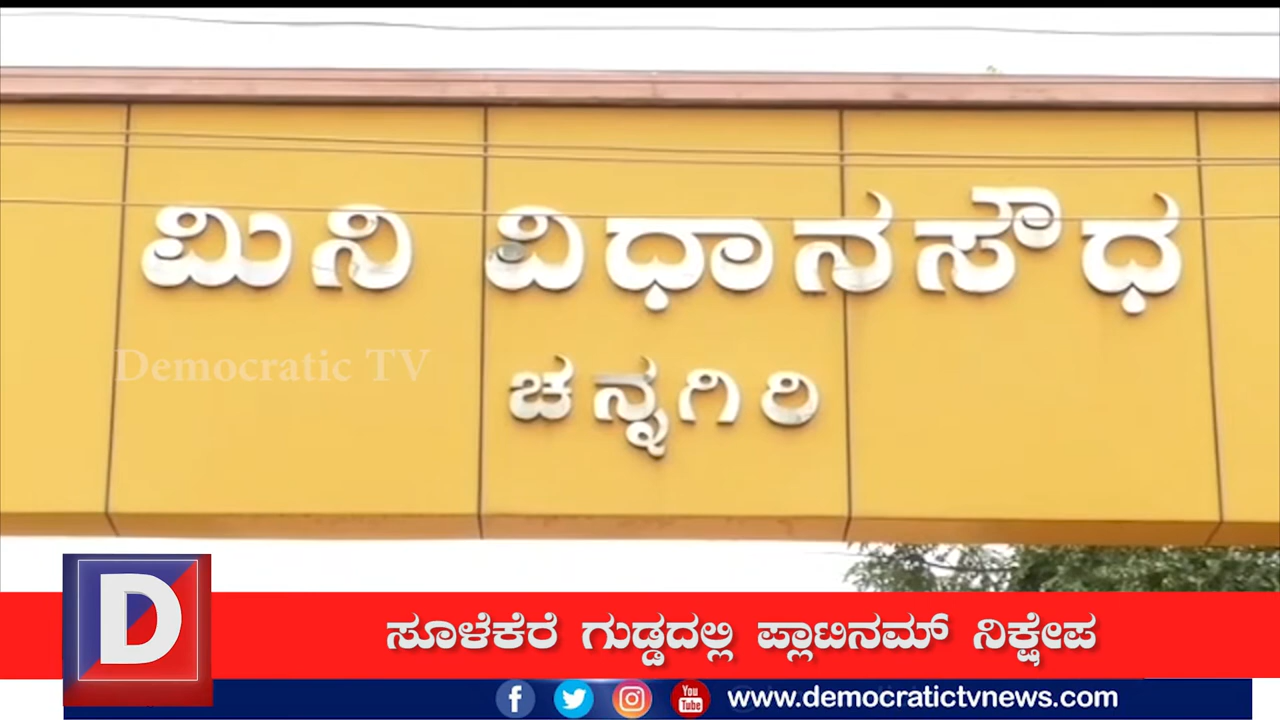 ಮಿನಿ ವಿಧಾನಸೌಧ
Democratic TV
ಚನ್ನಗಿರಿ
D
ಸೂಳೆಕೆರೆ ಗುಡ್ಡದಲ್ಲಿ ಪ್ಲಾಟಿನಮ್ ನಿಕ್ಷೇಪ
You Tube
www.democratictvnews.com